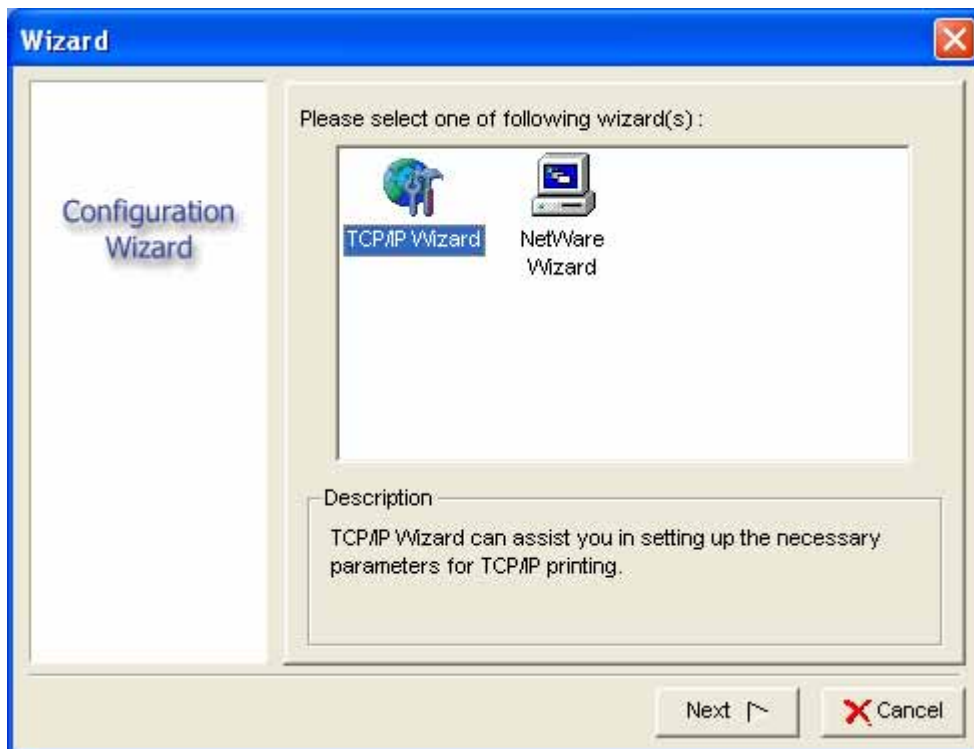 Wizard
Configuration
Wizard
Please select one of following wizard(s) :
TCP/IP Wizard
NetWare
Wizard
Description
TCP/IP Wizard can assist you in setting up the necessary
parameters for TCP/IP printing.
Next
Cancel